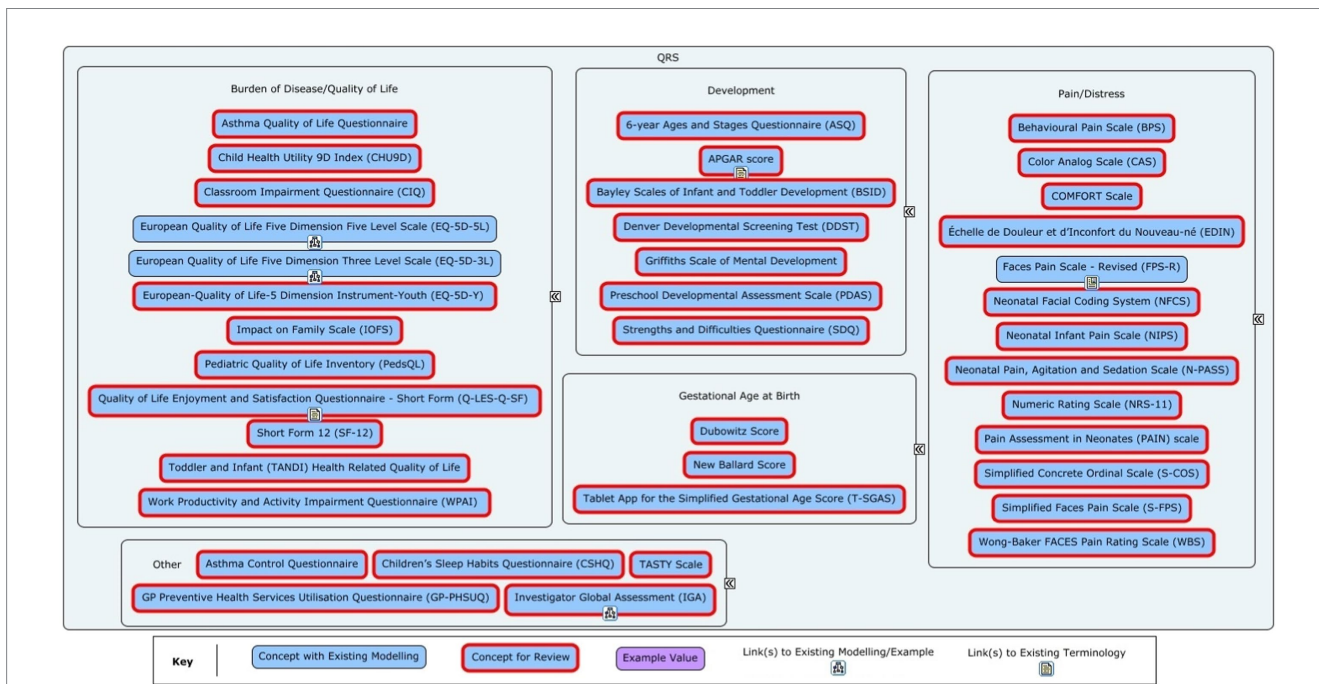 QRS
Burden of Disease/Quality of Life
Asthma Quality of Life Questionnaire
Child Health Utility 9D Index (CHU9D)
Classroom Impairment Questionnaire (CIQ)
European Quality of Life Five Dimension Five Level Scale (EQ-5D-5L)
European Quality of Life Five Dimension Three Level Scale (EQ-5D-3L)
European-Quality of Life-5 Dimension Instrument-Youth (EQ-5D-Y)
Impact on Family Scale (IOFS)
Pediatric Quality of Life Inventory (PedsQL)
Quality of Life Enjoyment and Satisfaction Questionnaire - Short Form (Q-LES-Q-SF)
Short Form 12 (SF-12)
Toddler and Infant (TANDI) Health Related Quality of Life
Work Productivity and Activity Impairment Questionnaire (WPAI)
Development
6-year Ages and Stages Questionnaire (ASQ)
APGAR score
Bayley Scales of Infant and Toddler Development (BSID)
Denver Developmental Screening Test (DDST)
Griffiths Scale of Mental Development
Preschool Developmental Assessment Scale (PDAS)
Strengths and Difficulties Questionnaire (SDQ)
Gestational Age at Birth
Dubowitz Score
New Ballard Score
Tablet App for the Simplified Gestational Age Score (T-SGAS)
Pain/Distress
Behavioural Pain Scale (BPS)
Color Analog Scale (CAS)
COMFORT Scale
Échelle de Douleur et d'Inconfort du Nouveau-né (EDIN)
Faces Pain Scale - Revised (FPS-R)
Neonatal Facial Coding System (NFCS)
Neonatal Infant Pain Scale (NIPS)
Neonatal Pain, Agitation and Sedation Scale (N-PASS)
Numeric Rating Scale (NRS-11)
Pain Assessment in Neonates (PAIN) scale
Simplified Concrete Ordinal Scale (S-COS)
Simplified Faces Pain Scale (S-FPS)
Wong-Baker FACES Pain Rating Scale (WBS)
Other
Asthma Control Questionnaire
Children's Sleep Habits Questionnaire (CSHQ)
TASTY Scale
GP Preventive Health Services Utilisation Questionnaire (GP-PHSUQ)
Investigator Global Assessment (IGA)
Key
Concept with Existing Modelling
Concept for Review
Example Value
Link(s) to Existing Modelling/Example
Link(s) to Existing Terminology